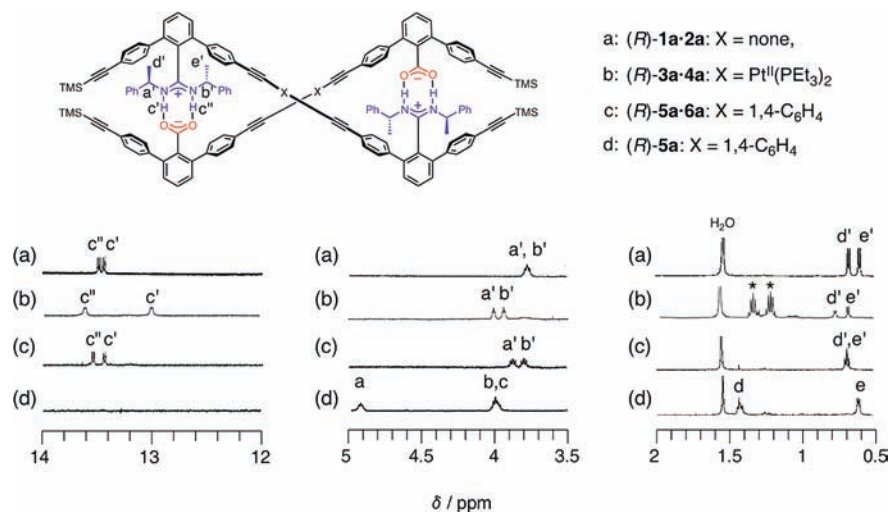 a: (R)-1a·2a: X = none,
b: (R)-3a·4a: X = PtII(PEt3)2
c: (R)-5a·6a: X = 1,4-C6H4
d: (R)-5a: X = 1,4-C6H4
TMS TMS
d' e'
Ph N + N Ph
a' H H b'
c' c''
O − O
TMS TMS
X X
O − O
H H
Ph N + N Ph
(a) c'' c'
(b) c'' c'
(c) c'' c'
(d)
14 13 12
(a) a', b'
(b) a' b'
(c) a' b'
(d) a b,c
5 4.5 4 3.5
(a) H2O d' e'
(b) * * d' e'
(c) d', e'
(d) d e
2 1.5 1 0.5
δ / ppm